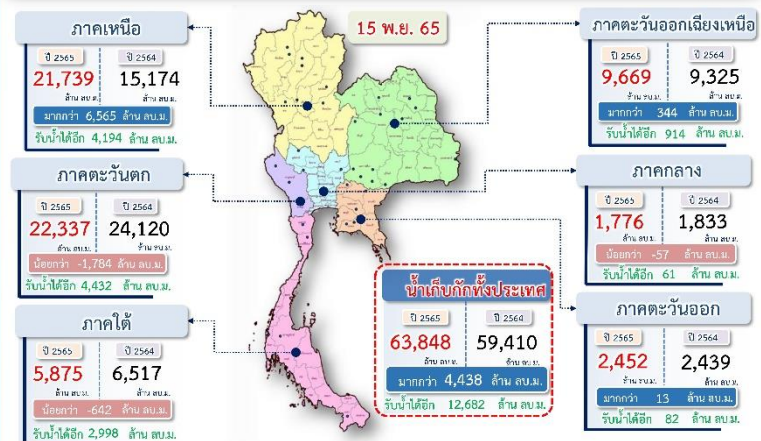 15 พ.ย. 65
ภาคเหนือ
ปี 2565 ปี 2564
21,739 15,174
ล้าน ลบ.ม. ล้าน ลบ.ม.
มากกว่า 6,565 ล้าน ลบ.ม.
รับน้ำได้อีก 4,194 ล้าน ลบ.ม.
ภาคตะวันตก
ปี 2565 ปี 2564
22,337 24,120
ล้าน ลบ.ม. ล้าน ลบ.ม.
น้อยกว่า -1,784 ล้าน ลบ.ม.
รับน้ำได้อีก 4,432 ล้าน ลบ.ม.
ภาคใต้
ปี 2565 ปี 2564
5,875 6,517
ล้าน ลบ.ม. ล้าน ลบ.ม.
น้อยกว่า -642 ล้าน ลบ.ม.
รับน้ำได้อีก 2,998 ล้าน ลบ.ม.
น้ำเก็บกักทั้งประเทศ
ปี 2565 ปี 2564
63,848 59,410
ล้าน ลบ.ม. ล้าน ลบ.ม.
มากกว่า 4,438 ล้าน ลบ.ม.
รับน้ำได้อีก 12,682 ล้าน ลบ.ม.
ภาคตะวันออกเฉียงเหนือ
ปี 2565 ปี 2564
9,669 9,325
ล้าน ลบ.ม. ล้าน ลบ.ม.
มากกว่า 344 ล้าน ลบ.ม.
รับน้ำได้อีก 914 ล้าน ลบ.ม.
ภาคกลาง
ปี 2565 ปี 2564
1,776 1,833
ล้าน ลบ.ม. ล้าน ลบ.ม.
น้อยกว่า -57 ล้าน ลบ.ม.
รับน้ำได้อีก 61 ล้าน ลบ.ม.
ภาคตะวันออก
ปี 2565 ปี 2564
2,452 2,439
ล้าน ลบ.ม. ล้าน ลบ.ม.
มากกว่า 13 ล้าน ลบ.ม.
รับน้ำได้อีก 82 ล้าน ลบ.ม.